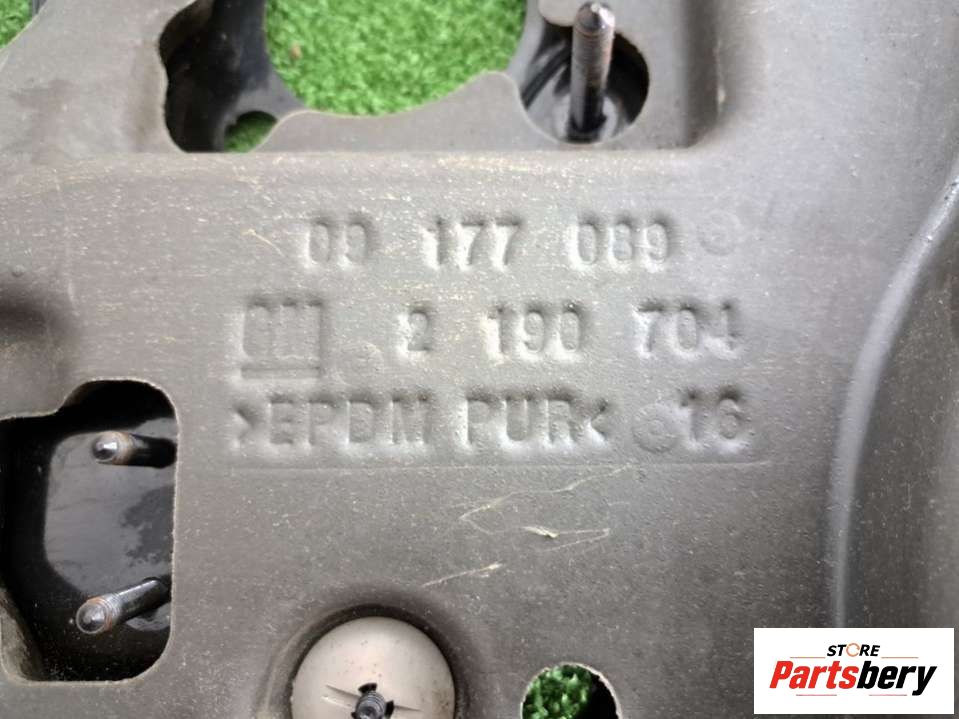 09 177 089
GM 2 190 704
>EPDM PUR< 16
STORE
Partsbery